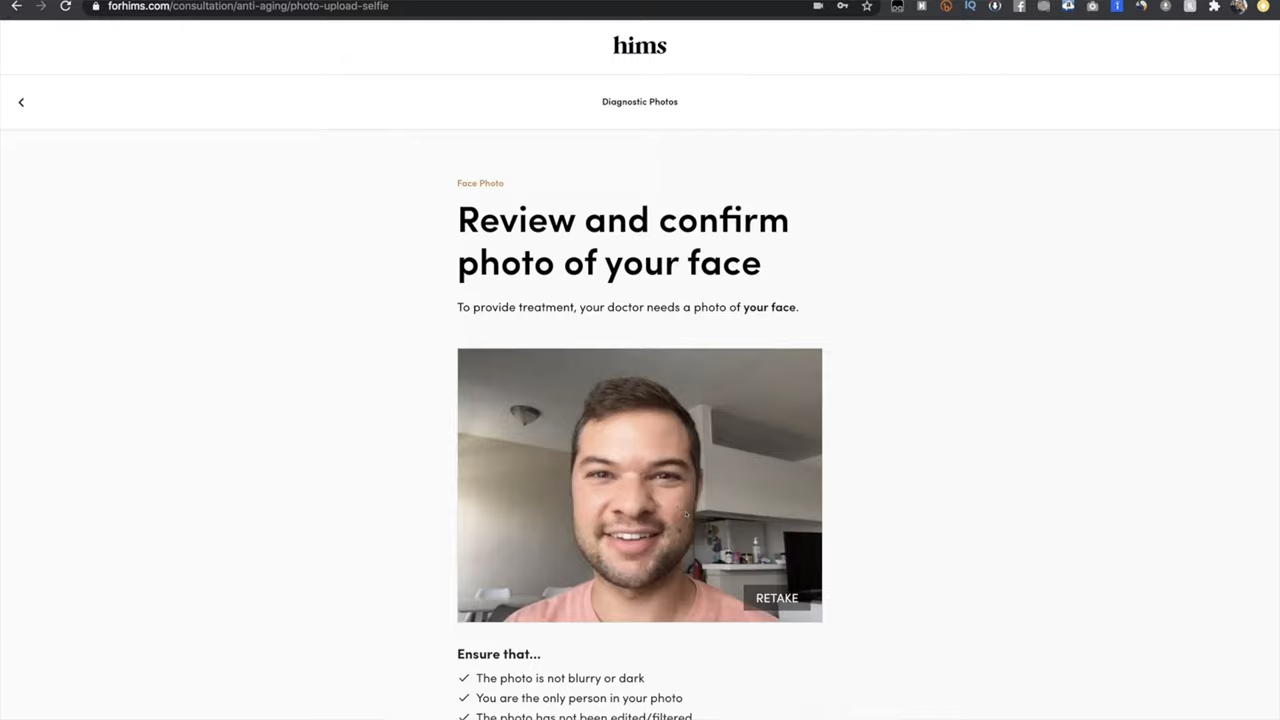 forhims.com/consultation/anti-aging/photo-upload-selfie
hims
Diagnostic Photos
Face Photo
Review and confirm
photo of your face
To provide treatment, your doctor needs a photo of your face.
RETAKE
Ensure that...
The photo is not blurry or dark
You are the only person in your photo
The photo has not been edited/filtered